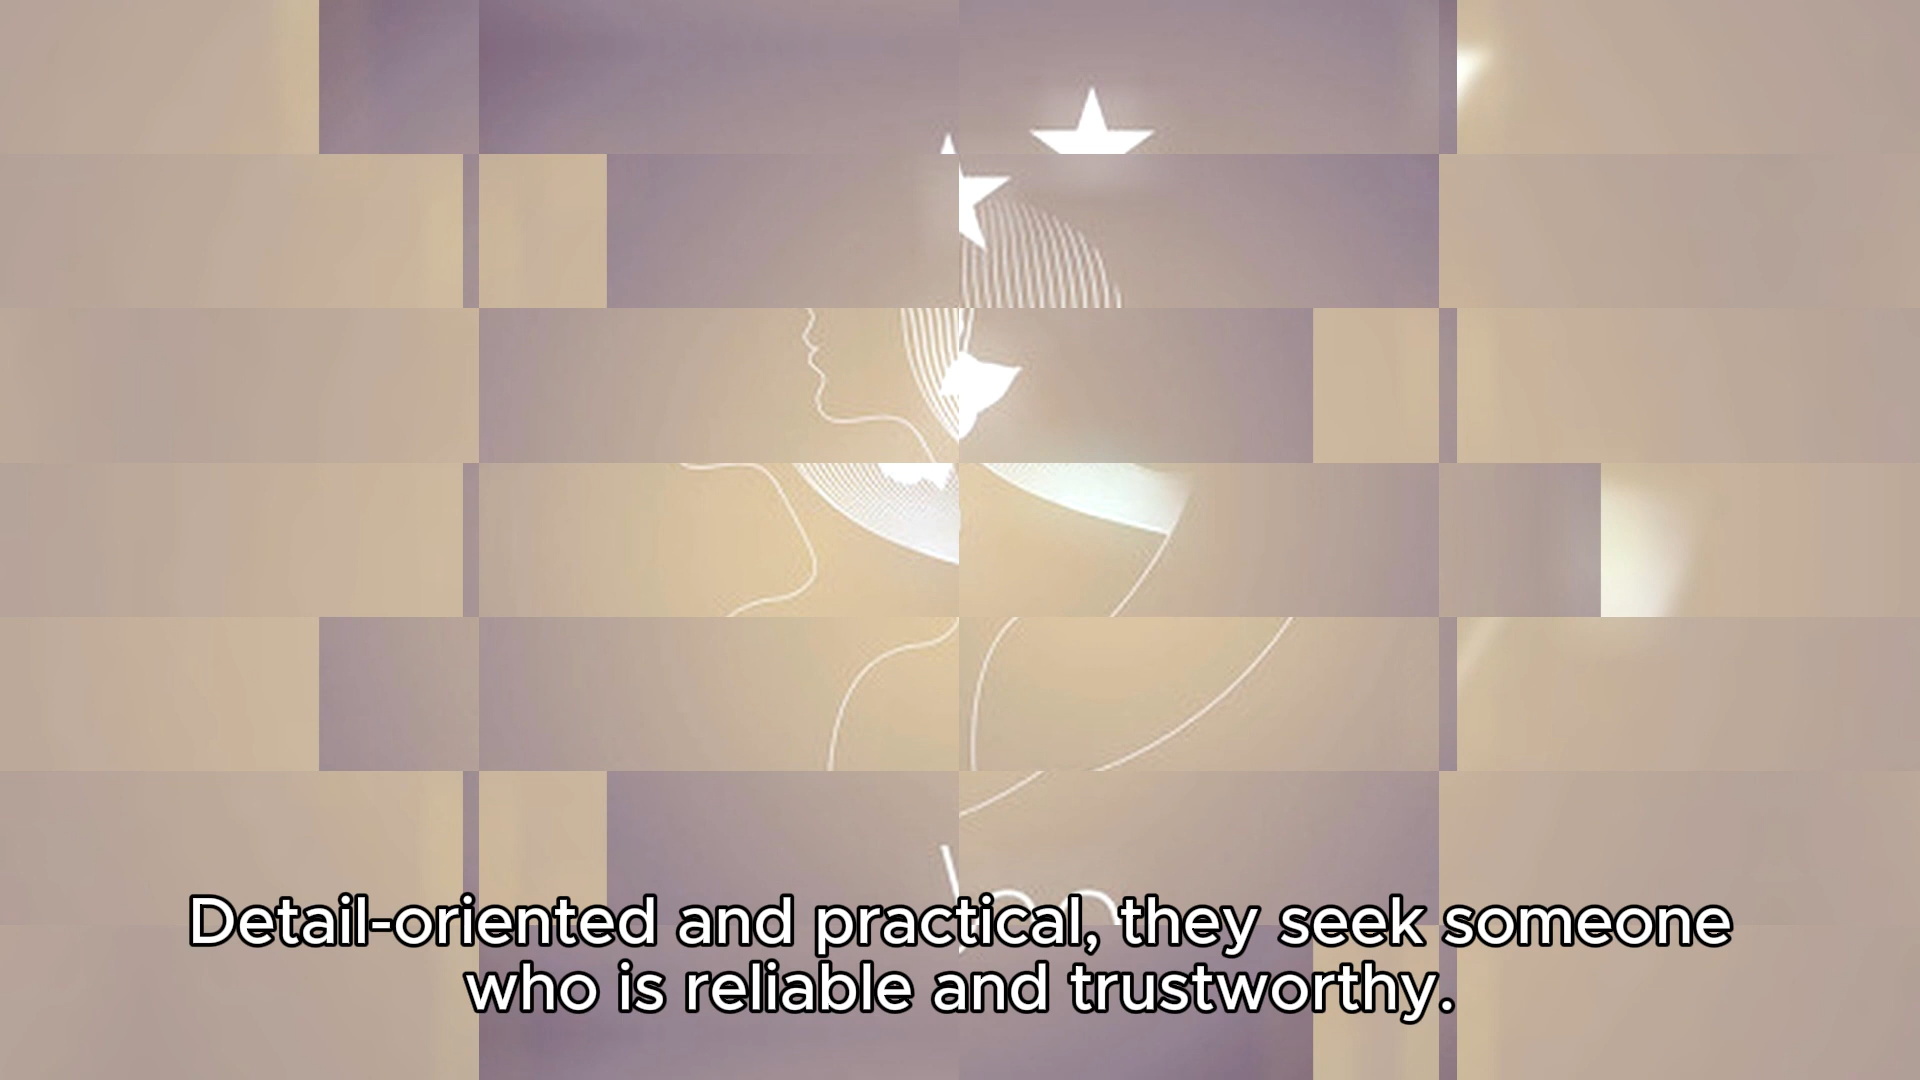 Detail-oriented and practical, they seek someone
who is reliable and trustworthy.